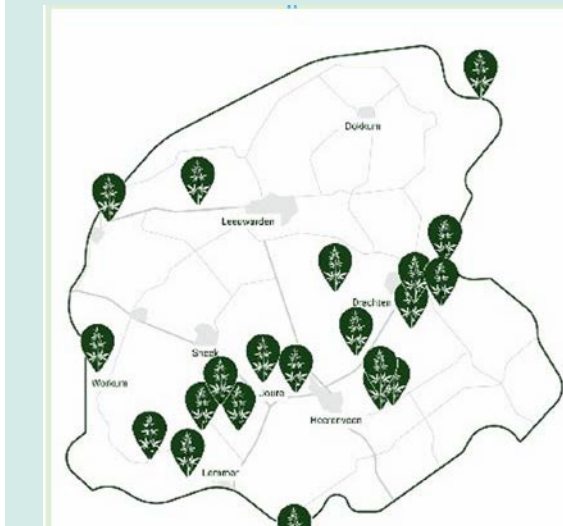 Dokkum
Leeuwarden
Drachten
Sneek
Workum
Joure
Heerenveen
Lemmer